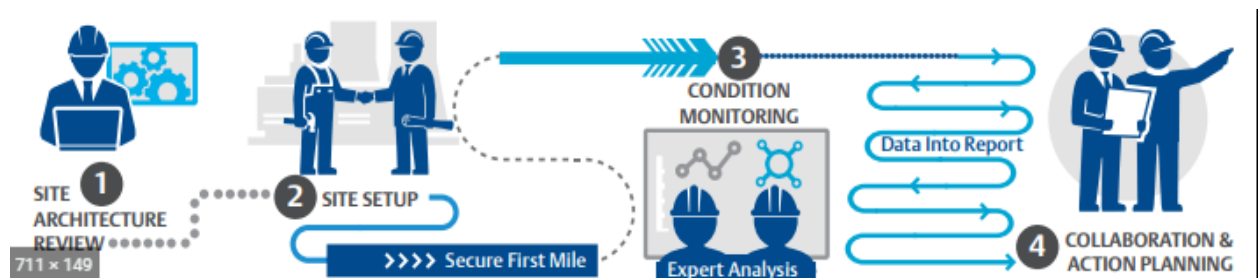 1
SITE
ARCHITECTURE
REVIEW
711 × 149
2 SITE SETUP
>>>> Secure First Mile
3
CONDITION
MONITORING
Expert Analysis
Data Into Report
4 COLLABORATION &
ACTION PLANNING